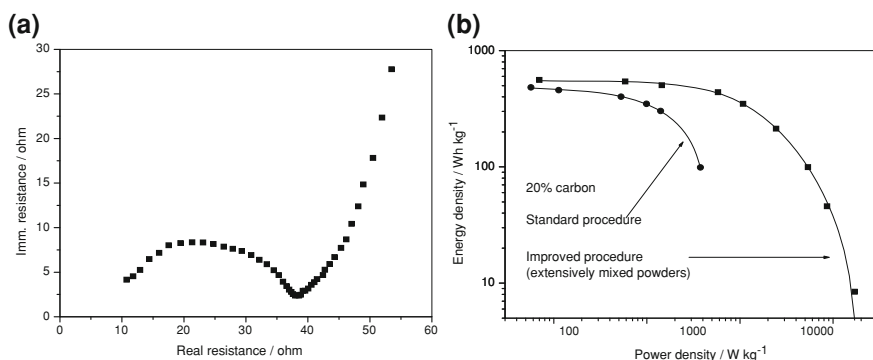 (a)
30
25
20
15
10
5
0
0 10 20 30 40 50 60
Imm. resistance / ohm
Real resistance / ohm
(b)
1000
100
10
100 1000 10000
Energy density / Wh kg-1
Power density / W kg-1
20% carbon
Standard procedure
Improved procedure
(extensively mixed powders)